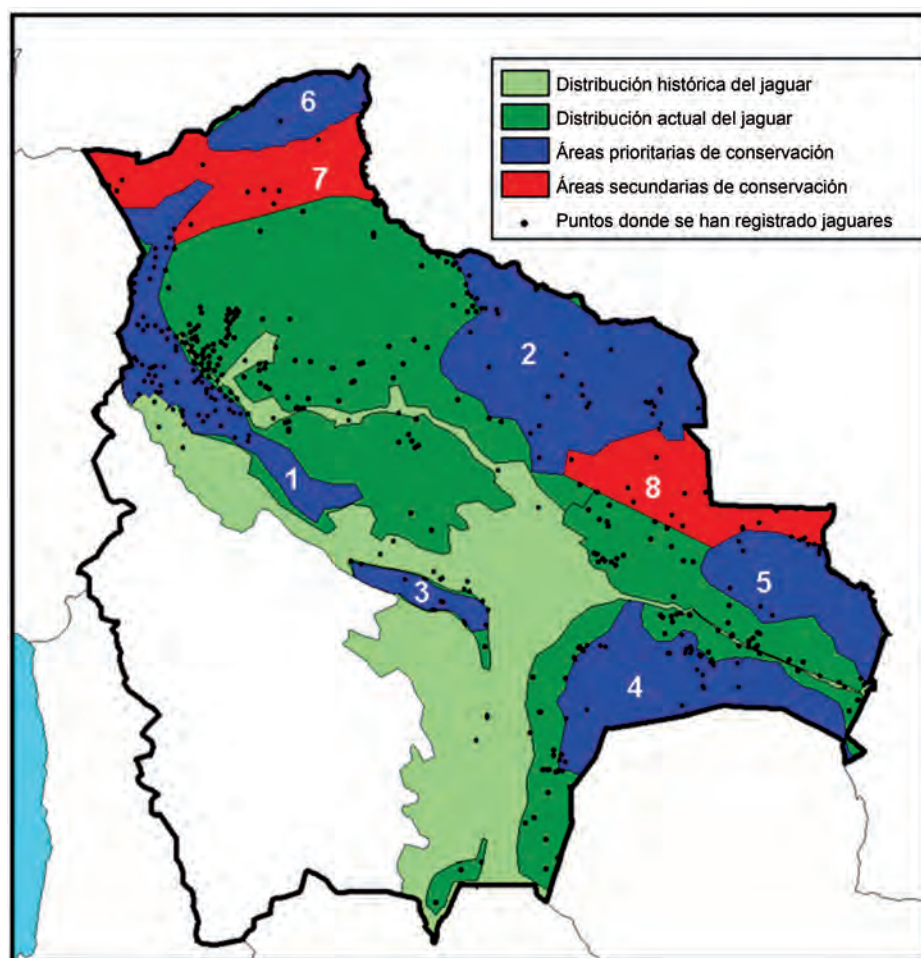 Distribución histórica del jaguar
Distribución actual del jaguar
Áreas prioritarias de conservación
Áreas secundarias de conservación
Puntos donde se han registrado jaguares
6
7
2
1
8
5
3
4